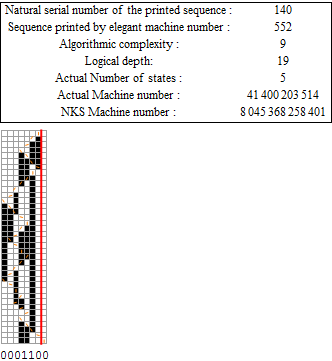 Natural serial number of the printed sequence : 140
Sequence printed by elegant machine number : 552
Algorithmic complexity : 9
Logical depth: 19
Actual Number of states : 5
Actual Machine number : 41 400 203 514
NKS Machine number : 8 045 368 258 401
0001100